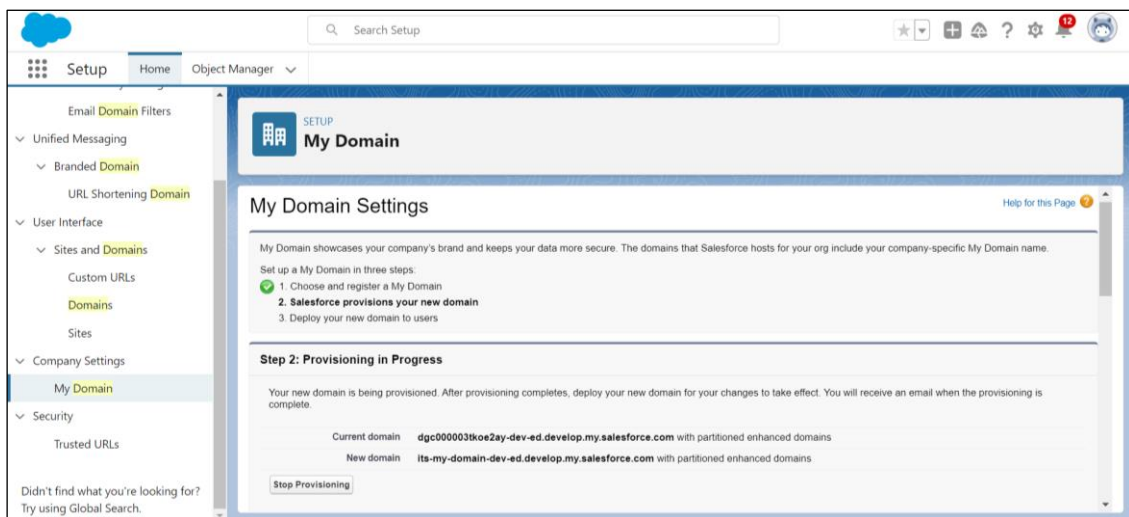 Search Setup
12
Setup
Home
Object Manager
Email Domain Filters
Unified Messaging
Branded Domain
URL Shortening Domain
User Interface
Sites and Domains
Custom URLs
Domains
Sites
Company Settings
My Domain
Security
Trusted URLs
Didn't find what you're looking for?
Try using Global Search.
SETUP
My Domain
My Domain Settings
Help for this Page
My Domain showcases your company's brand and keeps your data more secure. The domains that Salesforce hosts for your org include your company-specific My Domain name.
Set up a My Domain in three steps:
1. Choose and register a My Domain
2. Salesforce provisions your new domain
3. Deploy your new domain to users
Step 2: Provisioning in Progress
Your new domain is being provisioned. After provisioning completes, deploy your new domain for your changes to take effect. You will receive an email when the provisioning is
complete.
Current domain dgc000003tkoe2ay-dev-ed.develop.my.salesforce.com with partitioned enhanced domains
New domain its-my-domain-dev-ed.develop.my.salesforce.com with partitioned enhanced domains
Stop Provisioning